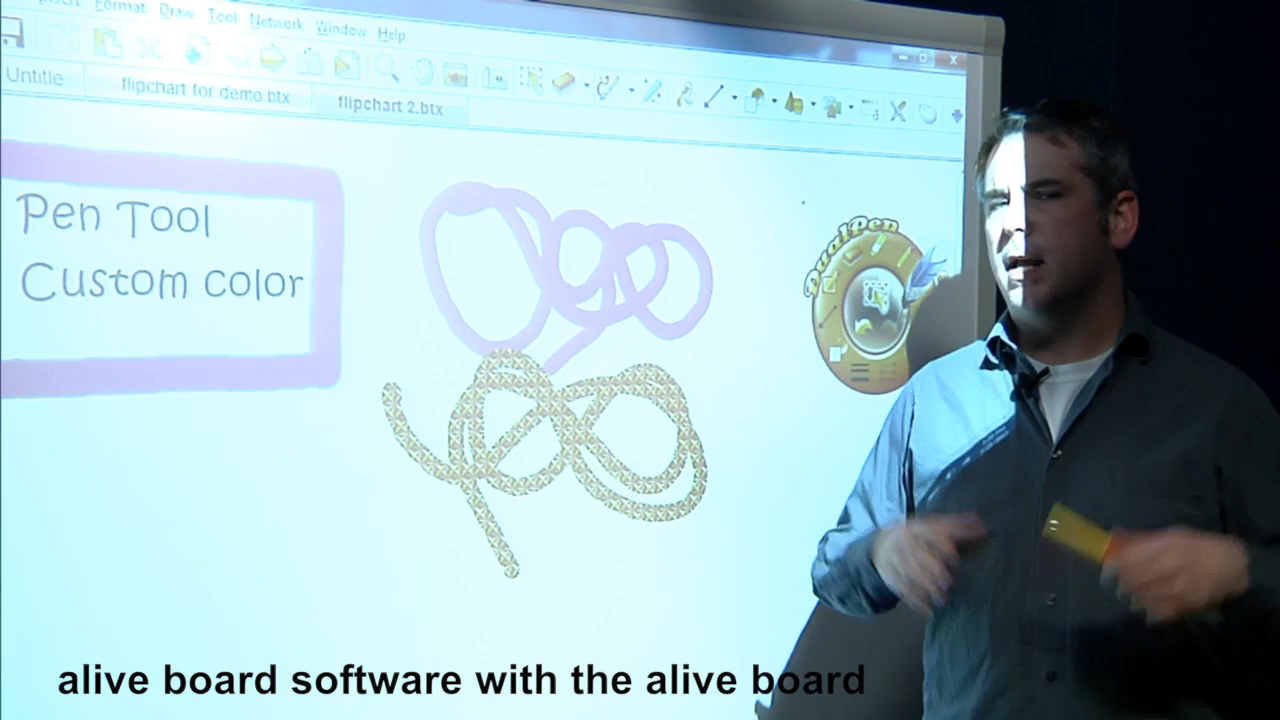 Insert Format Draw Tool Network Window Help
Untitle flipchart for demo.btx flipchart 2.btx
Pen Tool
Custom color
DualPen
alive board software with the alive board